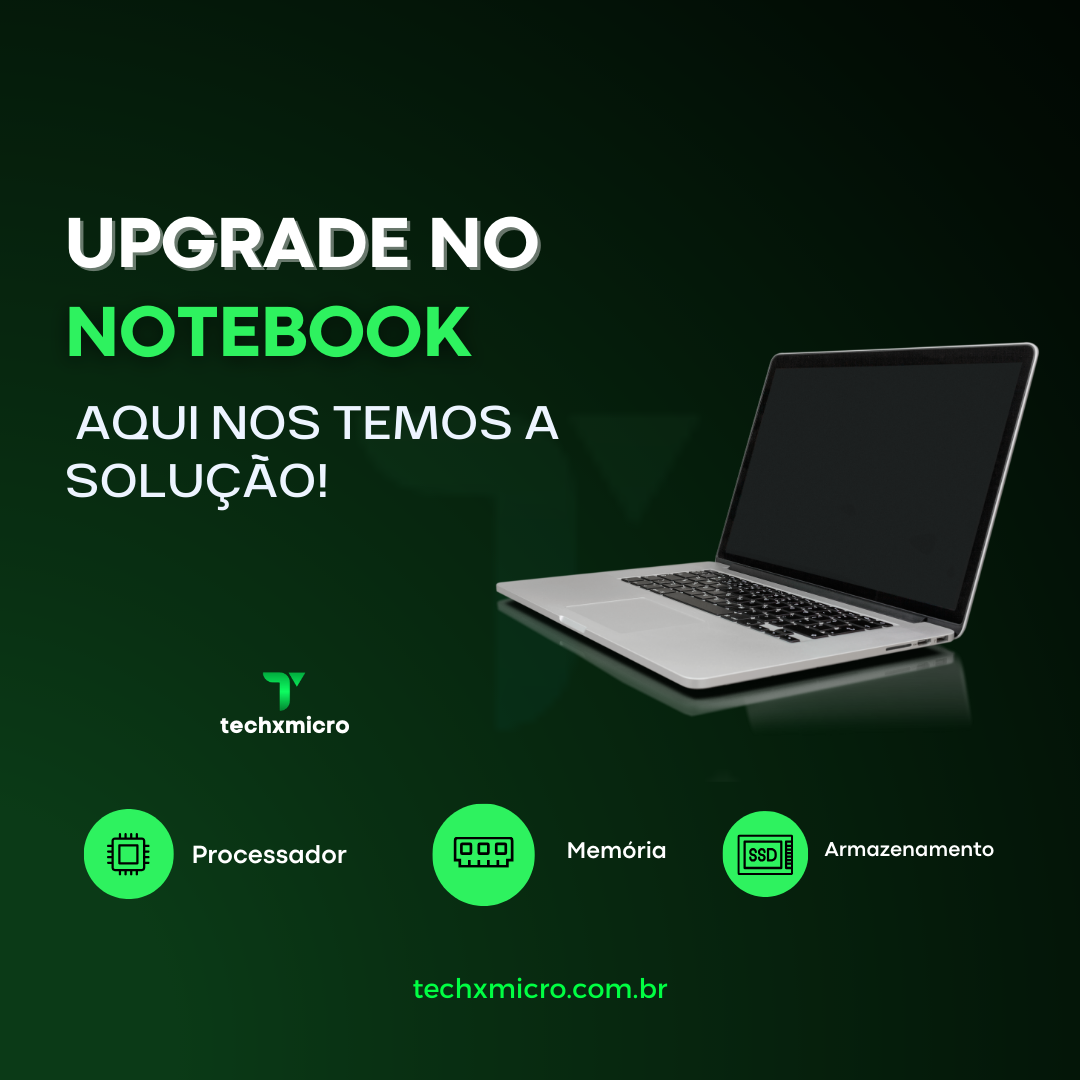 UPGRADE NO
NOTEBOOK
AQUI NOS TEMOS A
SOLUÇÃO!
techxmicro
Processador
Memória
SSD
Armazenamento
techxmicro.com.br